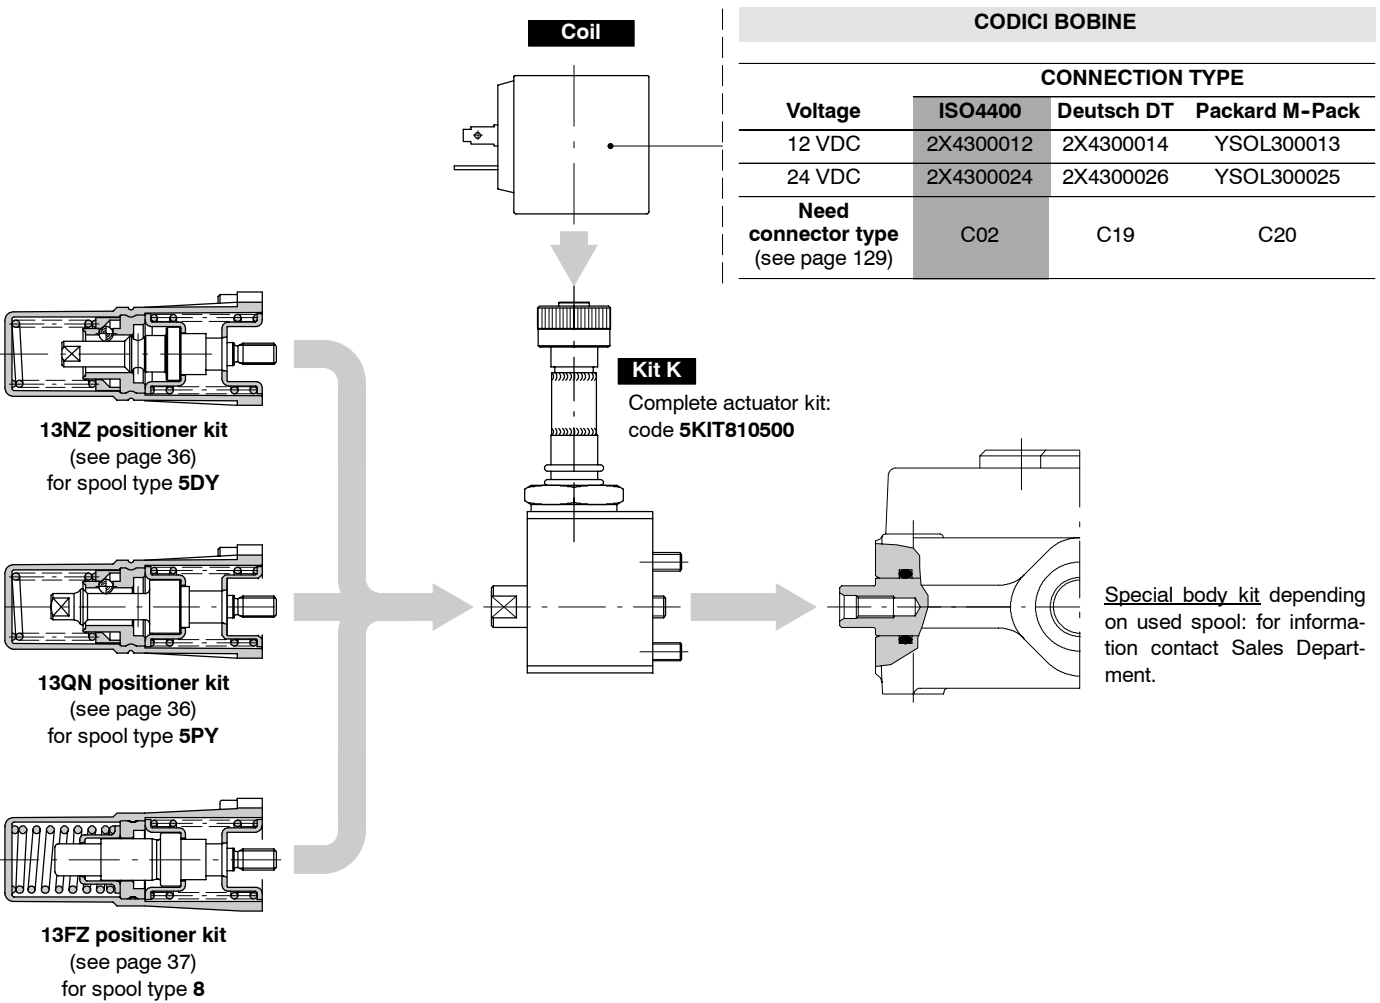 Coil
CODICI BOBINE
CONNECTION TYPE
Voltage ISO4400 Deutsch DT Packard M-Pack
12 VDC 2X4300012 2X4300014 YSOL300013
24 VDC 2X4300024 2X4300026 YSOL300025
Need
connector type
(see page 129)
C02 C19 C20
Kit K
Complete actuator kit:
code 5KIT810500
13NZ positioner kit
(see page 36)
for spool type 5DY
13QN positioner kit
(see page 36)
for spool type 5PY
Special body kit depending
on used spool: for informa-
tion contact Sales Depart-
ment.
13FZ positioner kit
(see page 37)
for spool type 8